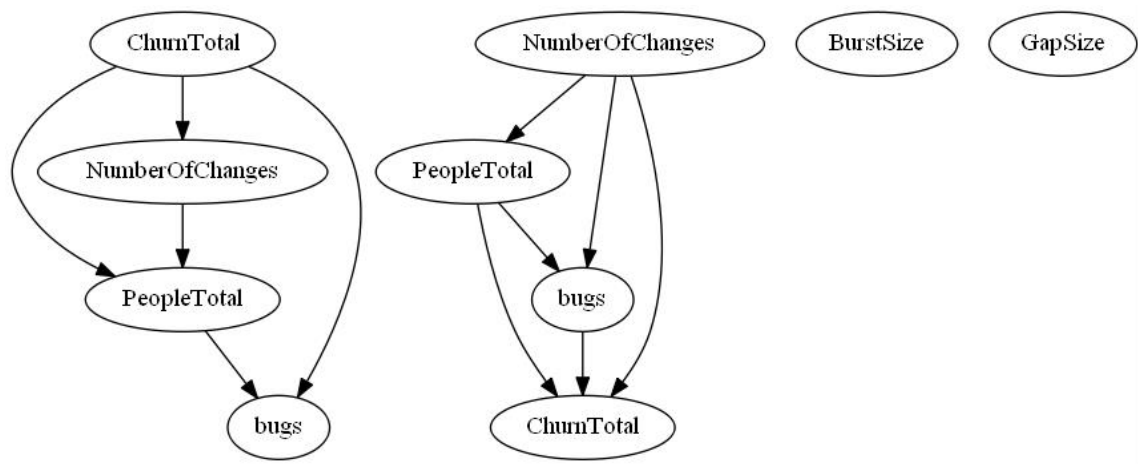 ChurnTotal
NumberOfChanges
PeopleTotal
bugs
NumberOfChanges
PeopleTotal
bugs
ChurnTotal
BurstSize
GapSize